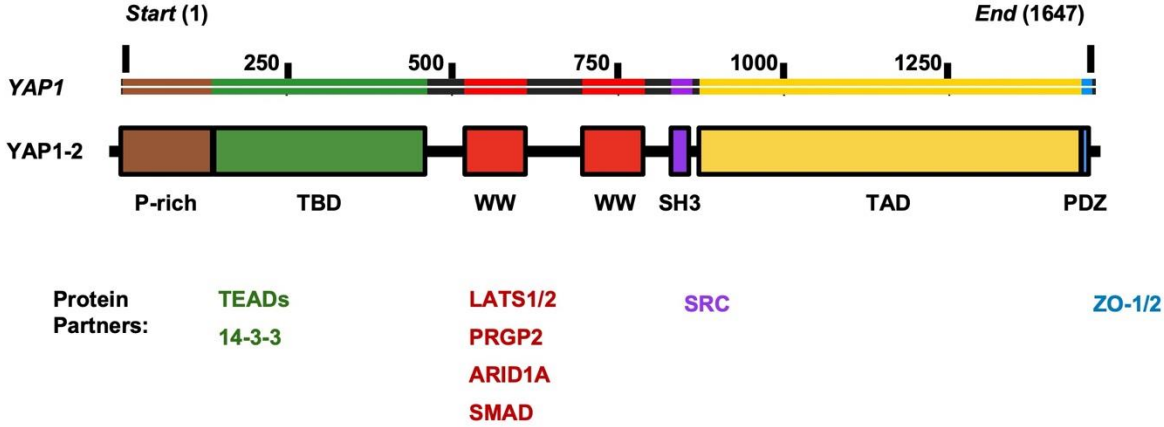 Start (1) End (1647)
250 500 750 1000 1250
YAP1
YAP1-2
P-rich TBD WW WW SH3 TAD PDZ
Protein Partners:
TEADs
14-3-3
LATS1/2
PRGP2
ARID1A
SMAD
SRC
ZO-1/2